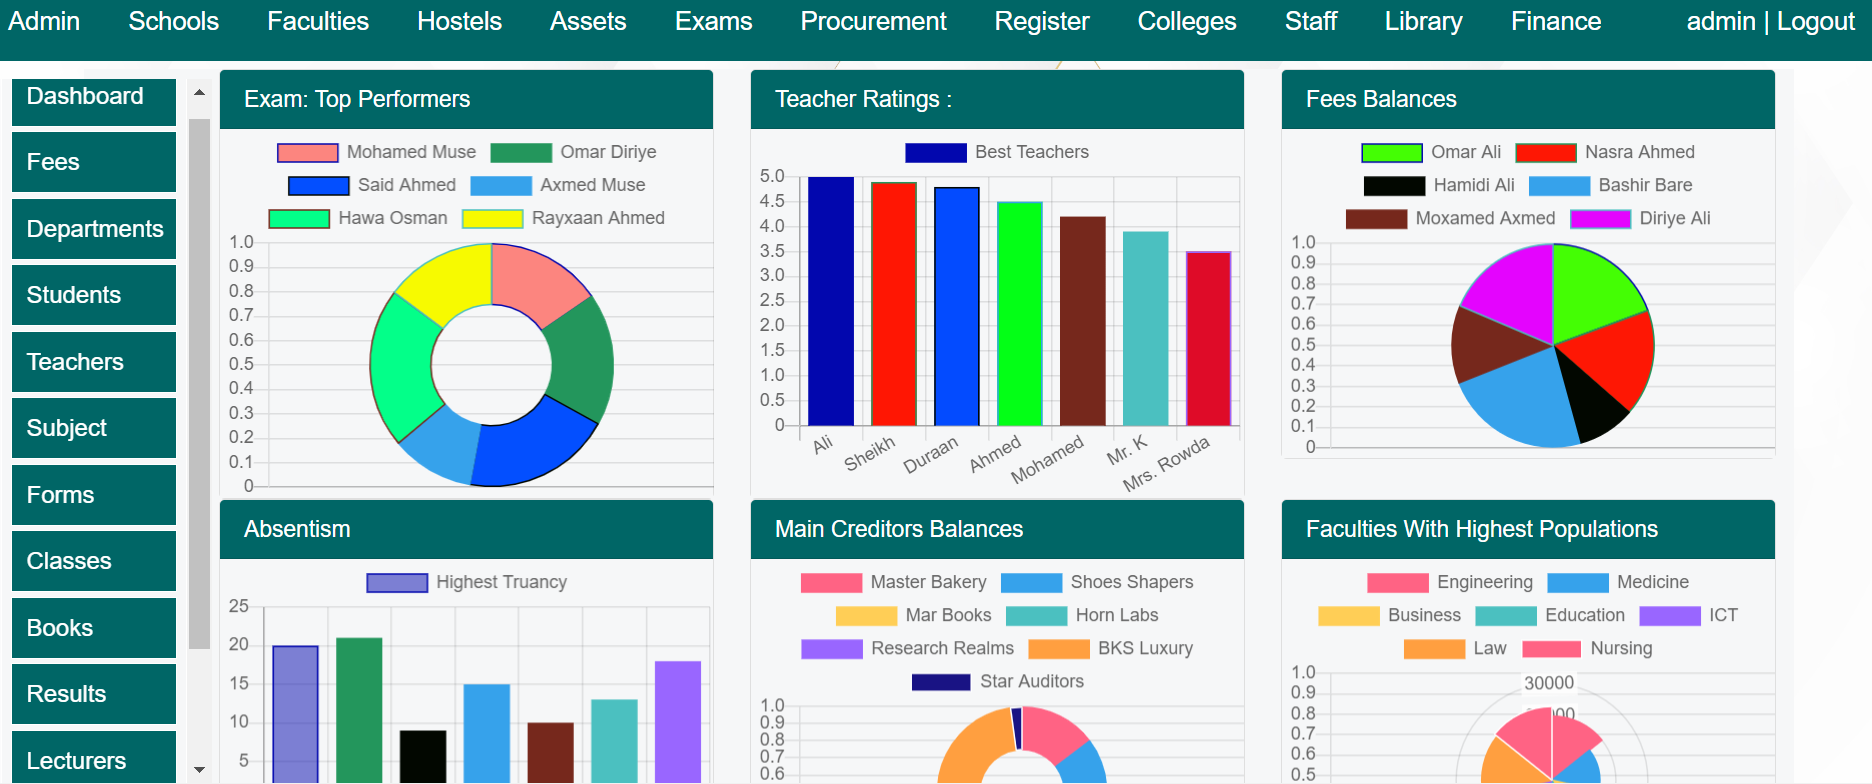 Admin Schools Faculties Hostels Assets Exams Procurement Register Colleges Staff Library Finance admin | Logout
Dashboard
Fees
Departments
Students
Teachers
Subject
Forms
Classes
Books
Results
Lecturers
Exam: Top Performers
Mohamed Muse Omar Diriye
Said Ahmed Axmed Muse
Hawa Osman Rayxaan Ahmed
1.0
0.9
0.8
0.7
0.6
0.5
0.4
0.3
0.2
0.1
0
Teacher Ratings :
Best Teachers
5.0
4.5
4.0
3.5
3.0
2.5
2.0
1.5
1.0
0.5
0
Ali Sheikh Duraan Ahmed Mohamed Mr. K Mrs. Rowda
Fees Balances
Omar Ali Nasra Ahmed
Hamidi Ali Bashir Bare
Moxamed Axmed Diriye Ali
1.0
0.9
0.8
0.7
0.6
0.5
0.4
0.3
0.2
0.1
0
Absentism
Highest Truancy
25
20
15
10
5
Main Creditors Balances
Master Bakery Shoes Shapers
Mar Books Horn Labs
Research Realms BKS Luxury
Star Auditors
1.0
0.9
0.8
0.7
0.6
Faculties With Highest Populations
Engineering Medicine
Business Education ICT
Law Nursing
1.0
0.9
0.8
0.7
0.6
0.5
30000